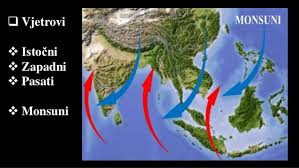 Vjetrovi
Istočni
Zapadni
Pasati
Monsuni
MONSUNI